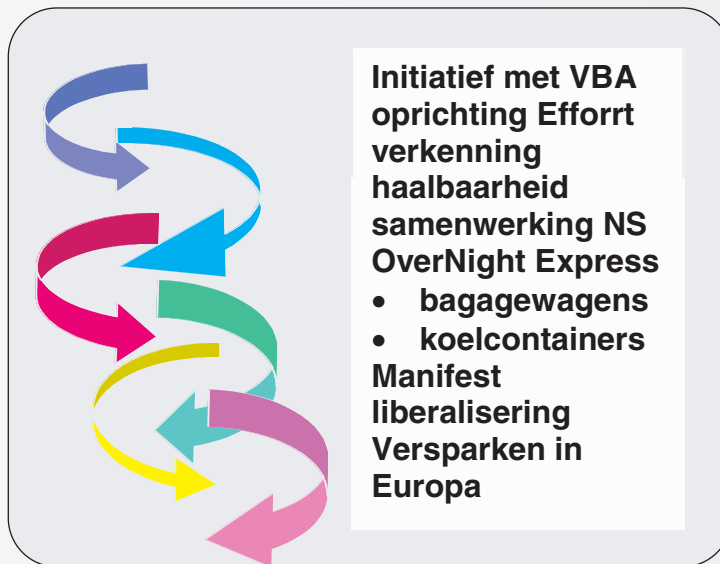 Initiatief met VBA
oprichting Efforrt
verkenning
haalbaarheid
samenwerking NS
OverNight Express
• bagagewagens
• koelcontainers
Manifest
liberalisering
Versparken in
Europa